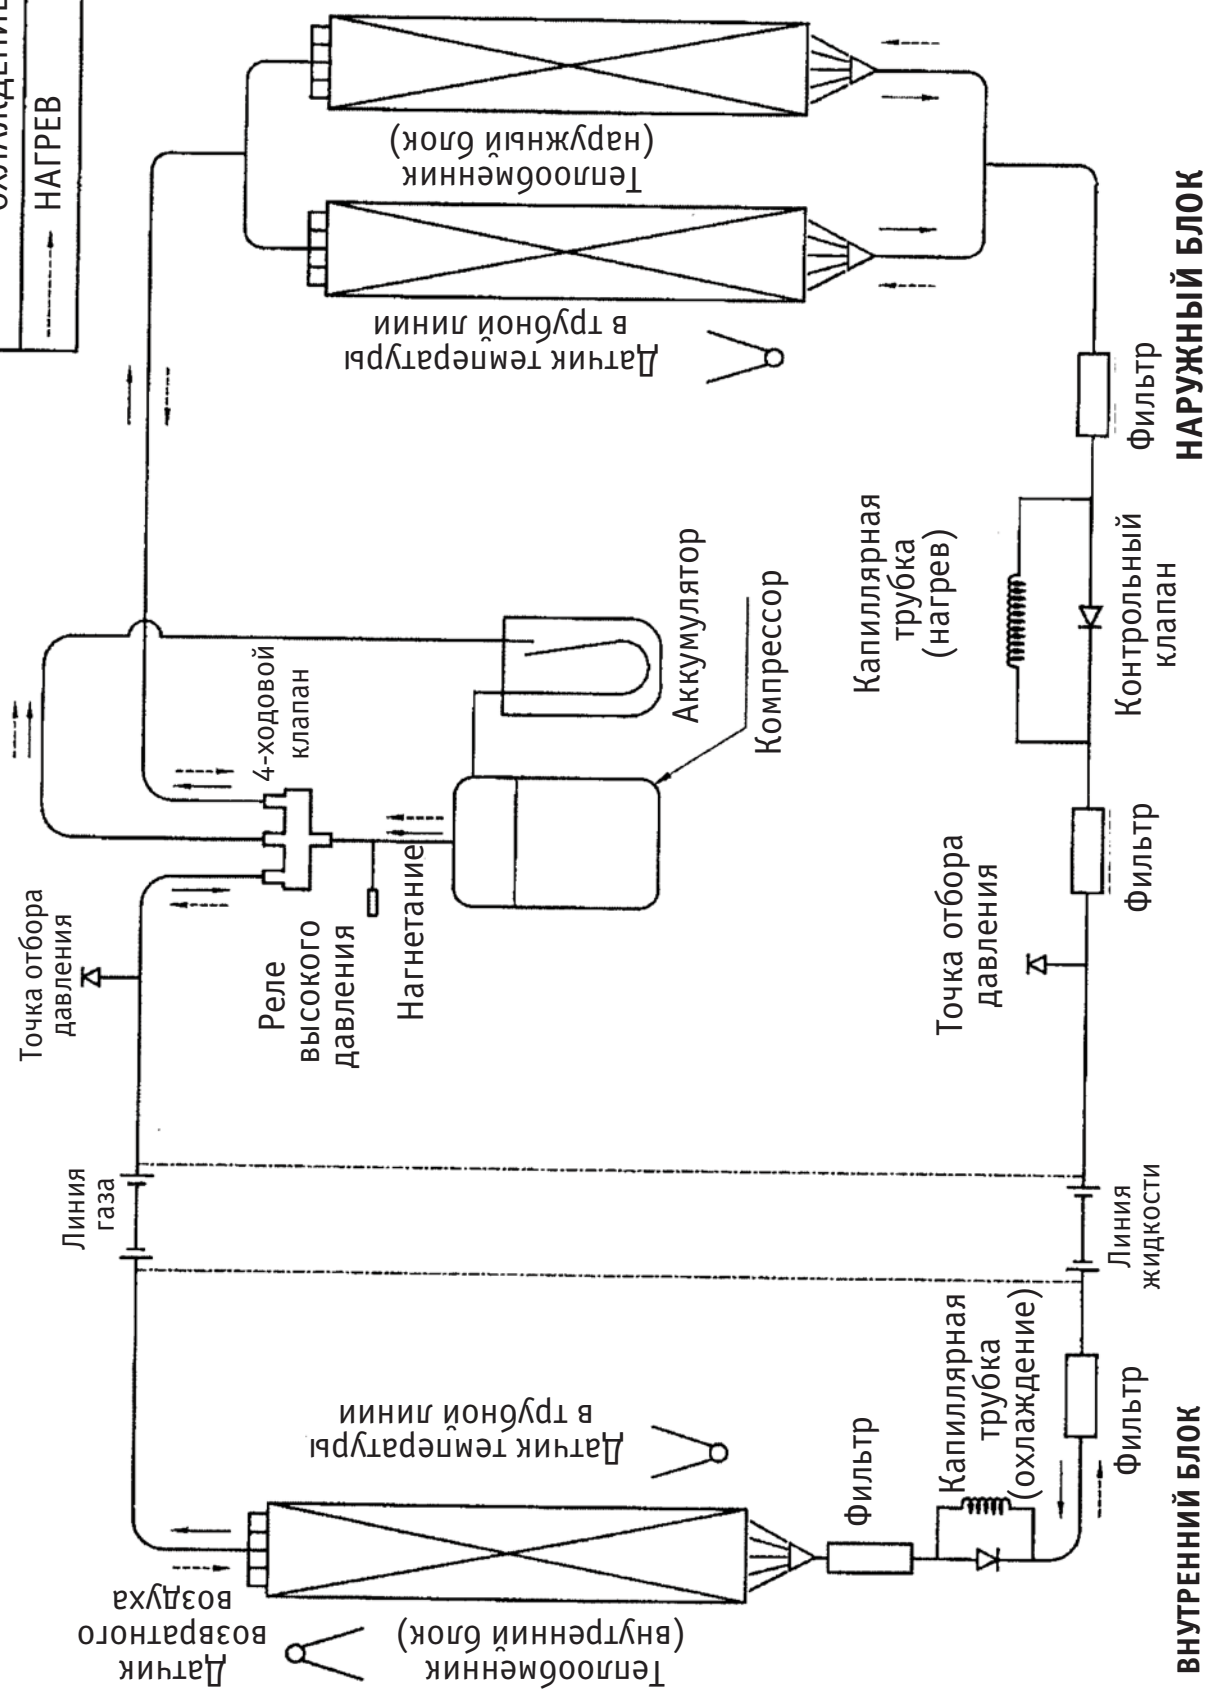 ОХЛАЖДЕНИЕ
НАГРЕВ
Теплообменник
(наружный блок)
Датчик температуры
в трубной линии
4-ходовой
клапан
Аккумулятор
Компрессор
Капиллярная
трубка
(нагрев)
Контрольный
клапан
Фильтр
НАРУЖНЫЙ БЛОК
Точка отбора
давления
Реле
высокого
давления
Нагнетание
Точка отбора
давления
Фильтр
Линия
газа
Линия
жидкости
Датчик температуры
в трубной линии
Капиллярная
трубка
(охлаждение)
Фильтр
Фильтр
Датчик
возвратного
воздуха
Теплообменник
(внутренний блок)
ВНУТРЕННИЙ БЛОК